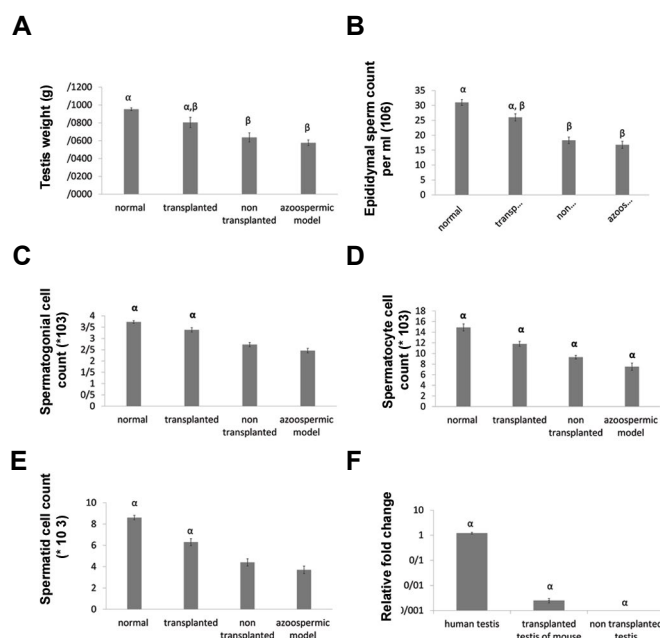 A
Testis weight (g)
/1200
/1000
/0800
/0600
/0400
/0200
/0000
α
α,β
β
β
normal
transplanted
non transplanted
azoospermic model
B
Epididymal sperm count per ml (106)
35
30
25
20
15
10
5
0
α
α, β
β
β
normal
transp...
non...
azoos...
C
Spermatogonial cell count (*103)
4
3/5
3
2/5
2
1/5
1
0/5
0
α
α
normal
transplanted
non transplanted
azoospermic model
D
Spermatocyte cell count (* 103)
18
16
14
12
10
8
6
4
2
0
α
α
α
α
normal
transplanted
non transplanted
azoospermic model
E
Spermatid cell count (* 10 3)
10
8
6
4
2
0
α
α
normal
transplanted
non transplanted
azoospermic model
F
Relative fold change
10
1
0/1
0/01
0/001
α
α
α
human testis
transplanted testis of mouse
non transplanted testis